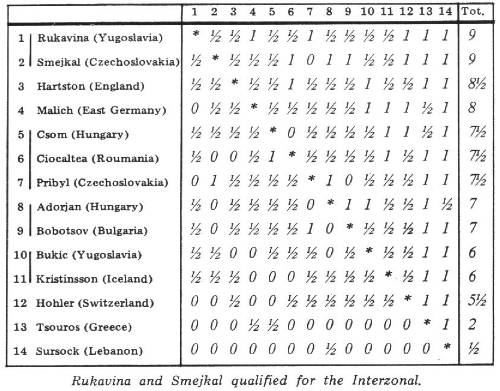 1 2 3 4 5 6 7 8 9 10 11 12 13 14 Tot.
1 Rukavina (Yugoslavia) * ½ ½ 1 ½ ½ 1 ½ ½ ½ ½ 1 1 1 9
2 Smejkal (Czechoslovakia) ½ * ½ ½ ½ 1 0 1 1 ½ ½ 1 1 1 9
3 Hartston (England) ½ ½ * ½ ½ 1 ½ ½ ½ 1 ½ ½ 1 1 8½
4 Malich (East Germany) 0 ½ ½ * ½ ½ ½ ½ ½ 1 1 1 ½ 1 8
5 Csom (Hungary) ½ ½ ½ ½ * 0 ½ ½ ½ ½ 1 1 ½ 1 7½
6 Ciocaltea (Roumania) ½ 0 0 ½ 1 * ½ ½ ½ ½ 1 ½ 1 1 7½
7 Pribyl (Czechoslovakia) 0 1 ½ ½ ½ ½ * 1 0 ½ ½ ½ 1 1 7½
8 Adorjan (Hungary) ½ 0 ½ ½ ½ ½ 0 * 1 1 ½ ½ 1 ½ 7
9 Bobotsov (Bulgaria) ½ 0 ½ ½ ½ ½ 1 0 * ½ ½ ½ 1 1 7
10 Bukic (Yugoslavia) ½ ½ 0 0 ½ ½ ½ 0 ½ * ½ ½ 1 1 6
11 Kristinsson (Iceland) ½ ½ ½ 0 0 0 ½ ½ ½ ½ * ½ 1 1 6
12 Hohler (Switzerland) 0 0 ½ 0 0 ½ ½ ½ ½ ½ ½ * 1 1 5½
13 Tsouros (Greece) 0 0 0 ½ ½ 0 0 0 0 0 0 0 * 1 2
14 Sursock (Lebanon) 0 0 0 0 0 0 0 ½ 0 0 0 0 0 * ½
Rukavina and Smejkal qualified for the Interzonal.